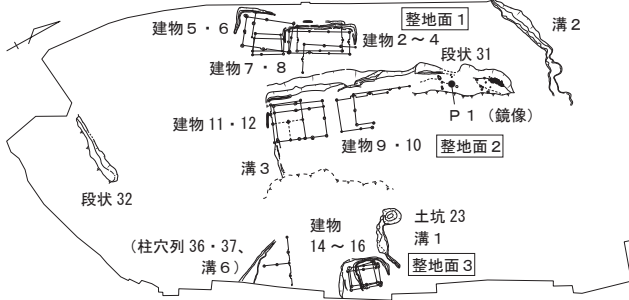 建物５・６
整地面１
建物２～４
溝２
建物７・８
段状 31
Ｐ１（鏡像）
建物 11・12
建物９・10
整地面２
溝３
段状 32
建物
14～16
土坑 23
溝１
（柱穴列 36・37、
溝６）
整地面３